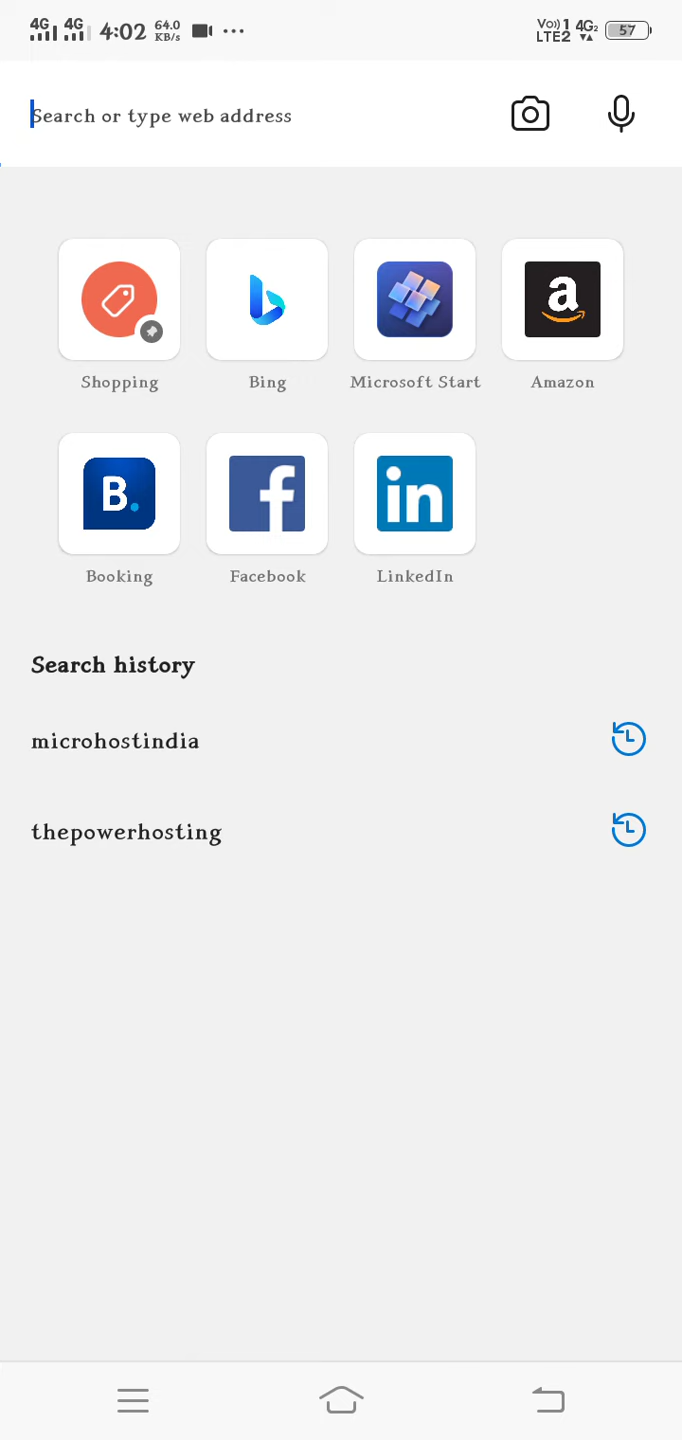 4G 4G 4:02 64.0 KB/s Vo)) 1 LTE2 4G2 57
Search or type web address
Shopping Bing Microsoft Start Amazon
Booking Facebook LinkedIn
Search history
microhostindia
thepowerhosting